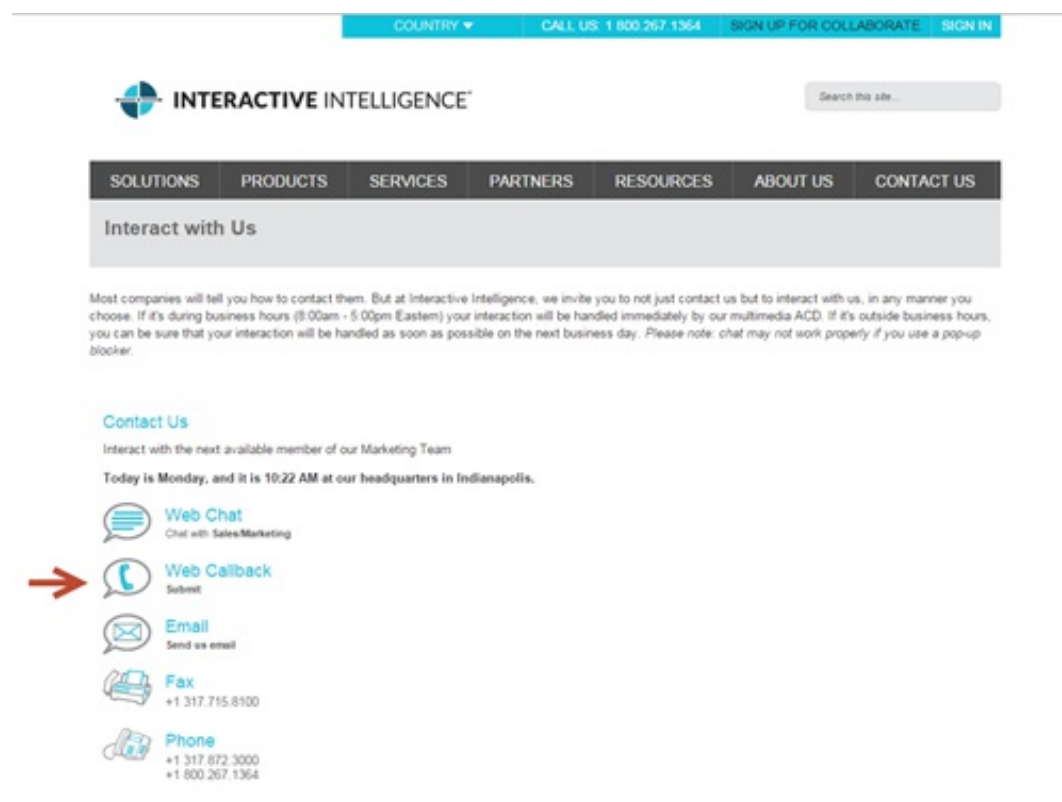 COUNTRY CALL US: 1 800.267.1364 SIGN UP FOR COLLABORATE SIGN IN
INTERACTIVE INTELLIGENCE
Search this site...
SOLUTIONS PRODUCTS SERVICES PARTNERS RESOURCES ABOUT US CONTACT US
Interact with Us
Most companies will tell you how to contact them. But at Interactive Intelligence, we invite you to not just contact us but to interact with us, in any manner you
choose. If it's during business hours (8:00am - 5:00pm Eastern) your interaction will be handled immediately by our multimedia ACD. If it's outside business hours,
you can be sure that your interaction will be handled as soon as possible on the next business day. Please note: chat may not work properly if you use a pop-up
blocker.
Contact Us
Interact with the next available member of our Marketing Team
Today is Monday, and it is 10:22 AM at our headquarters in Indianapolis.
Web Chat
Chat with Sales/Marketing
Web Callback
Submit
Email
Send us email
Fax
+1 317.715.8100
Phone
+1 317.872.3000
+1 800.267.1364